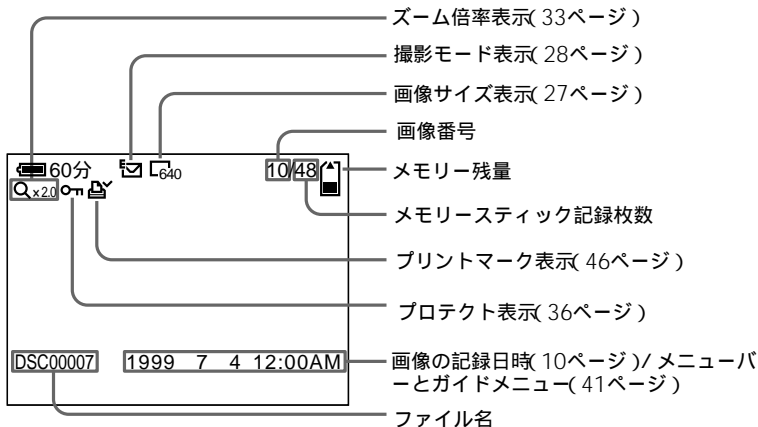 ズーム倍率表示( 33ページ )
撮影モード表示( 28ページ )
画像サイズ表示( 27ページ )
画像番号
60分
640
10/48
メモリー残量
×2.0
メモリースティック記録枚数
プリントマーク表示( 46ページ )
プロテクト表示( 36ページ )
DSC00007
1999 7 4 12:00AM
画像の記録日時( 10ページ )/ メニューバ
ーとガイドメニュー( 41ページ )
ファイル名